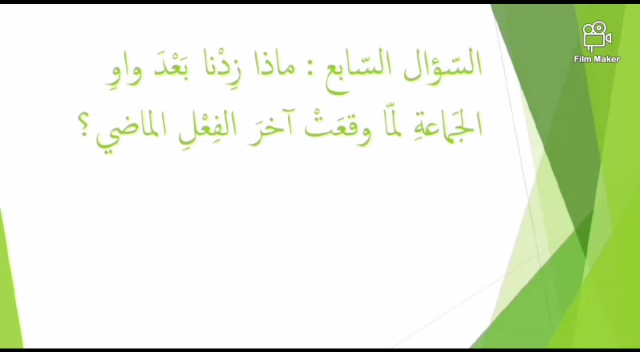 السّؤال السّابع : ماذا زِدْنا بَعْدَ واوِ
الجَماعةِ لمّا وقعَتْ آخرَ الفِعْلِ الماضي ؟
Film Maker